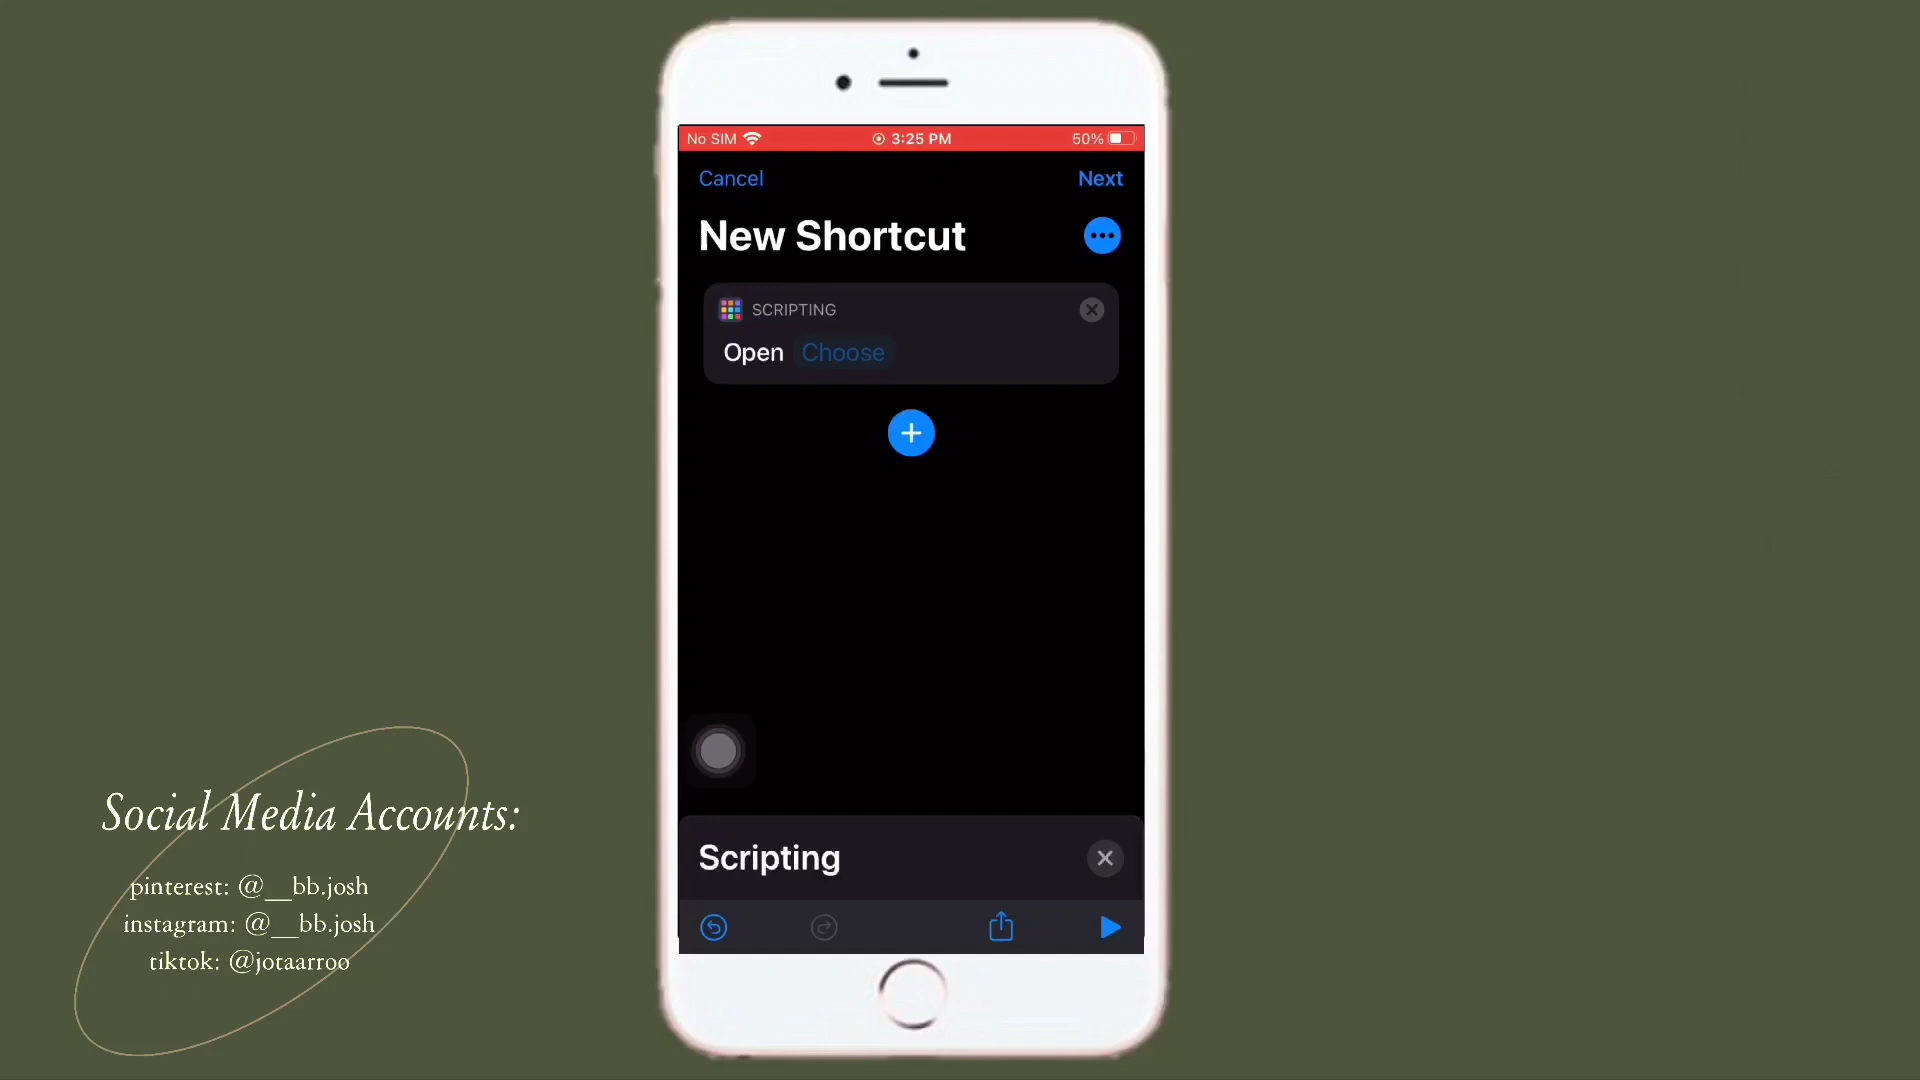 No SIM 3:25 PM 50%
Cancel Next
New Shortcut
SCRIPTING
Open Choose
Scripting
Social Media Accounts:
pinterest: @__bb.josh
instagram: @__bb.josh
tiktok: @jotaarroo